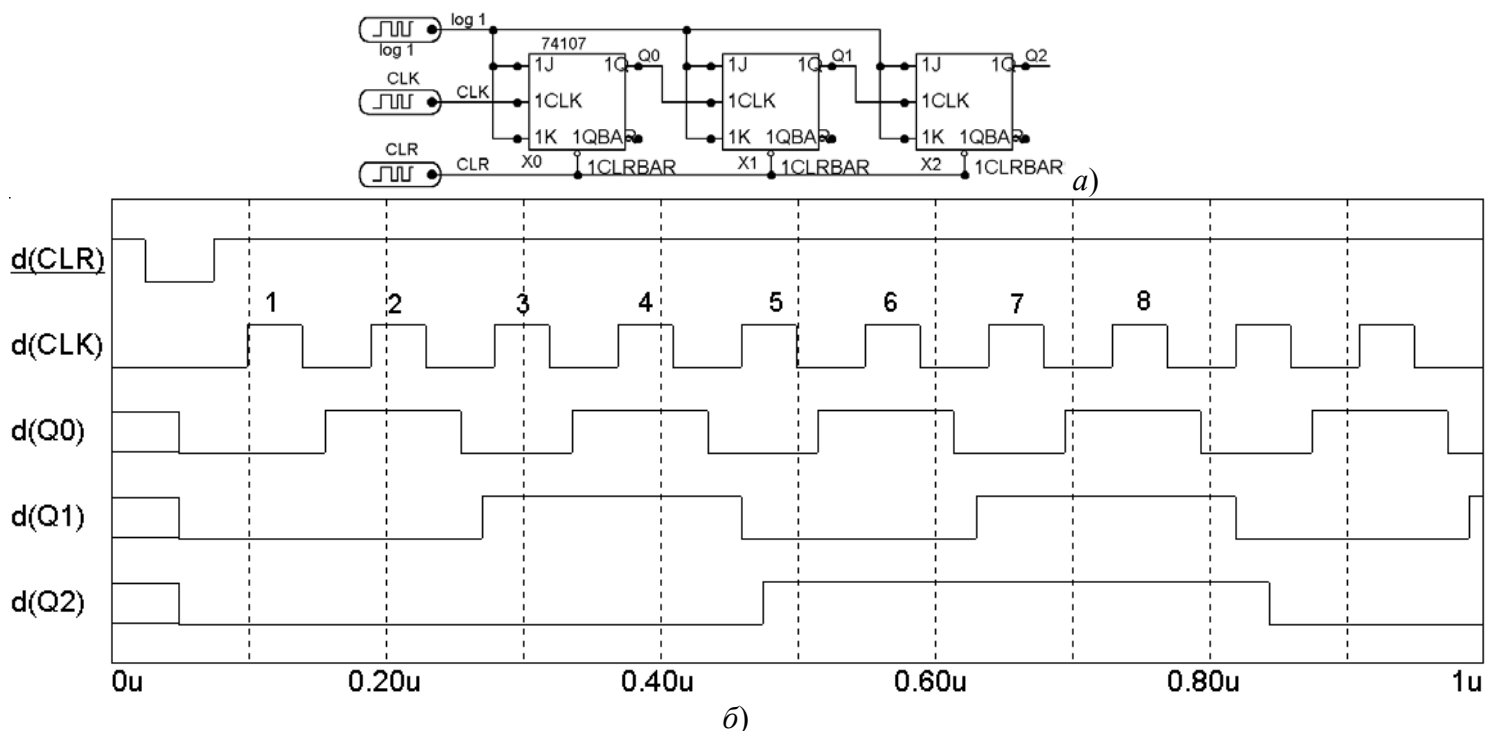 log 1
log 1
74107
1J
1Q
Q0
1J
1Q
Q1
1J
1Q
Q2
CLK
CLK
1CLK
1CLK
1CLK
1K
1QBAR
1K
1QBAR
1K
1QBAR
CLR
CLR
X0
1CLRBAR
X1
1CLRBAR
X2
1CLRBAR
а)
d(CLR)
1 2 3 4 5 6 7 8
d(CLK)
d(Q0)
d(Q1)
d(Q2)
0u 0.20u 0.40u 0.60u 0.80u 1u
б)